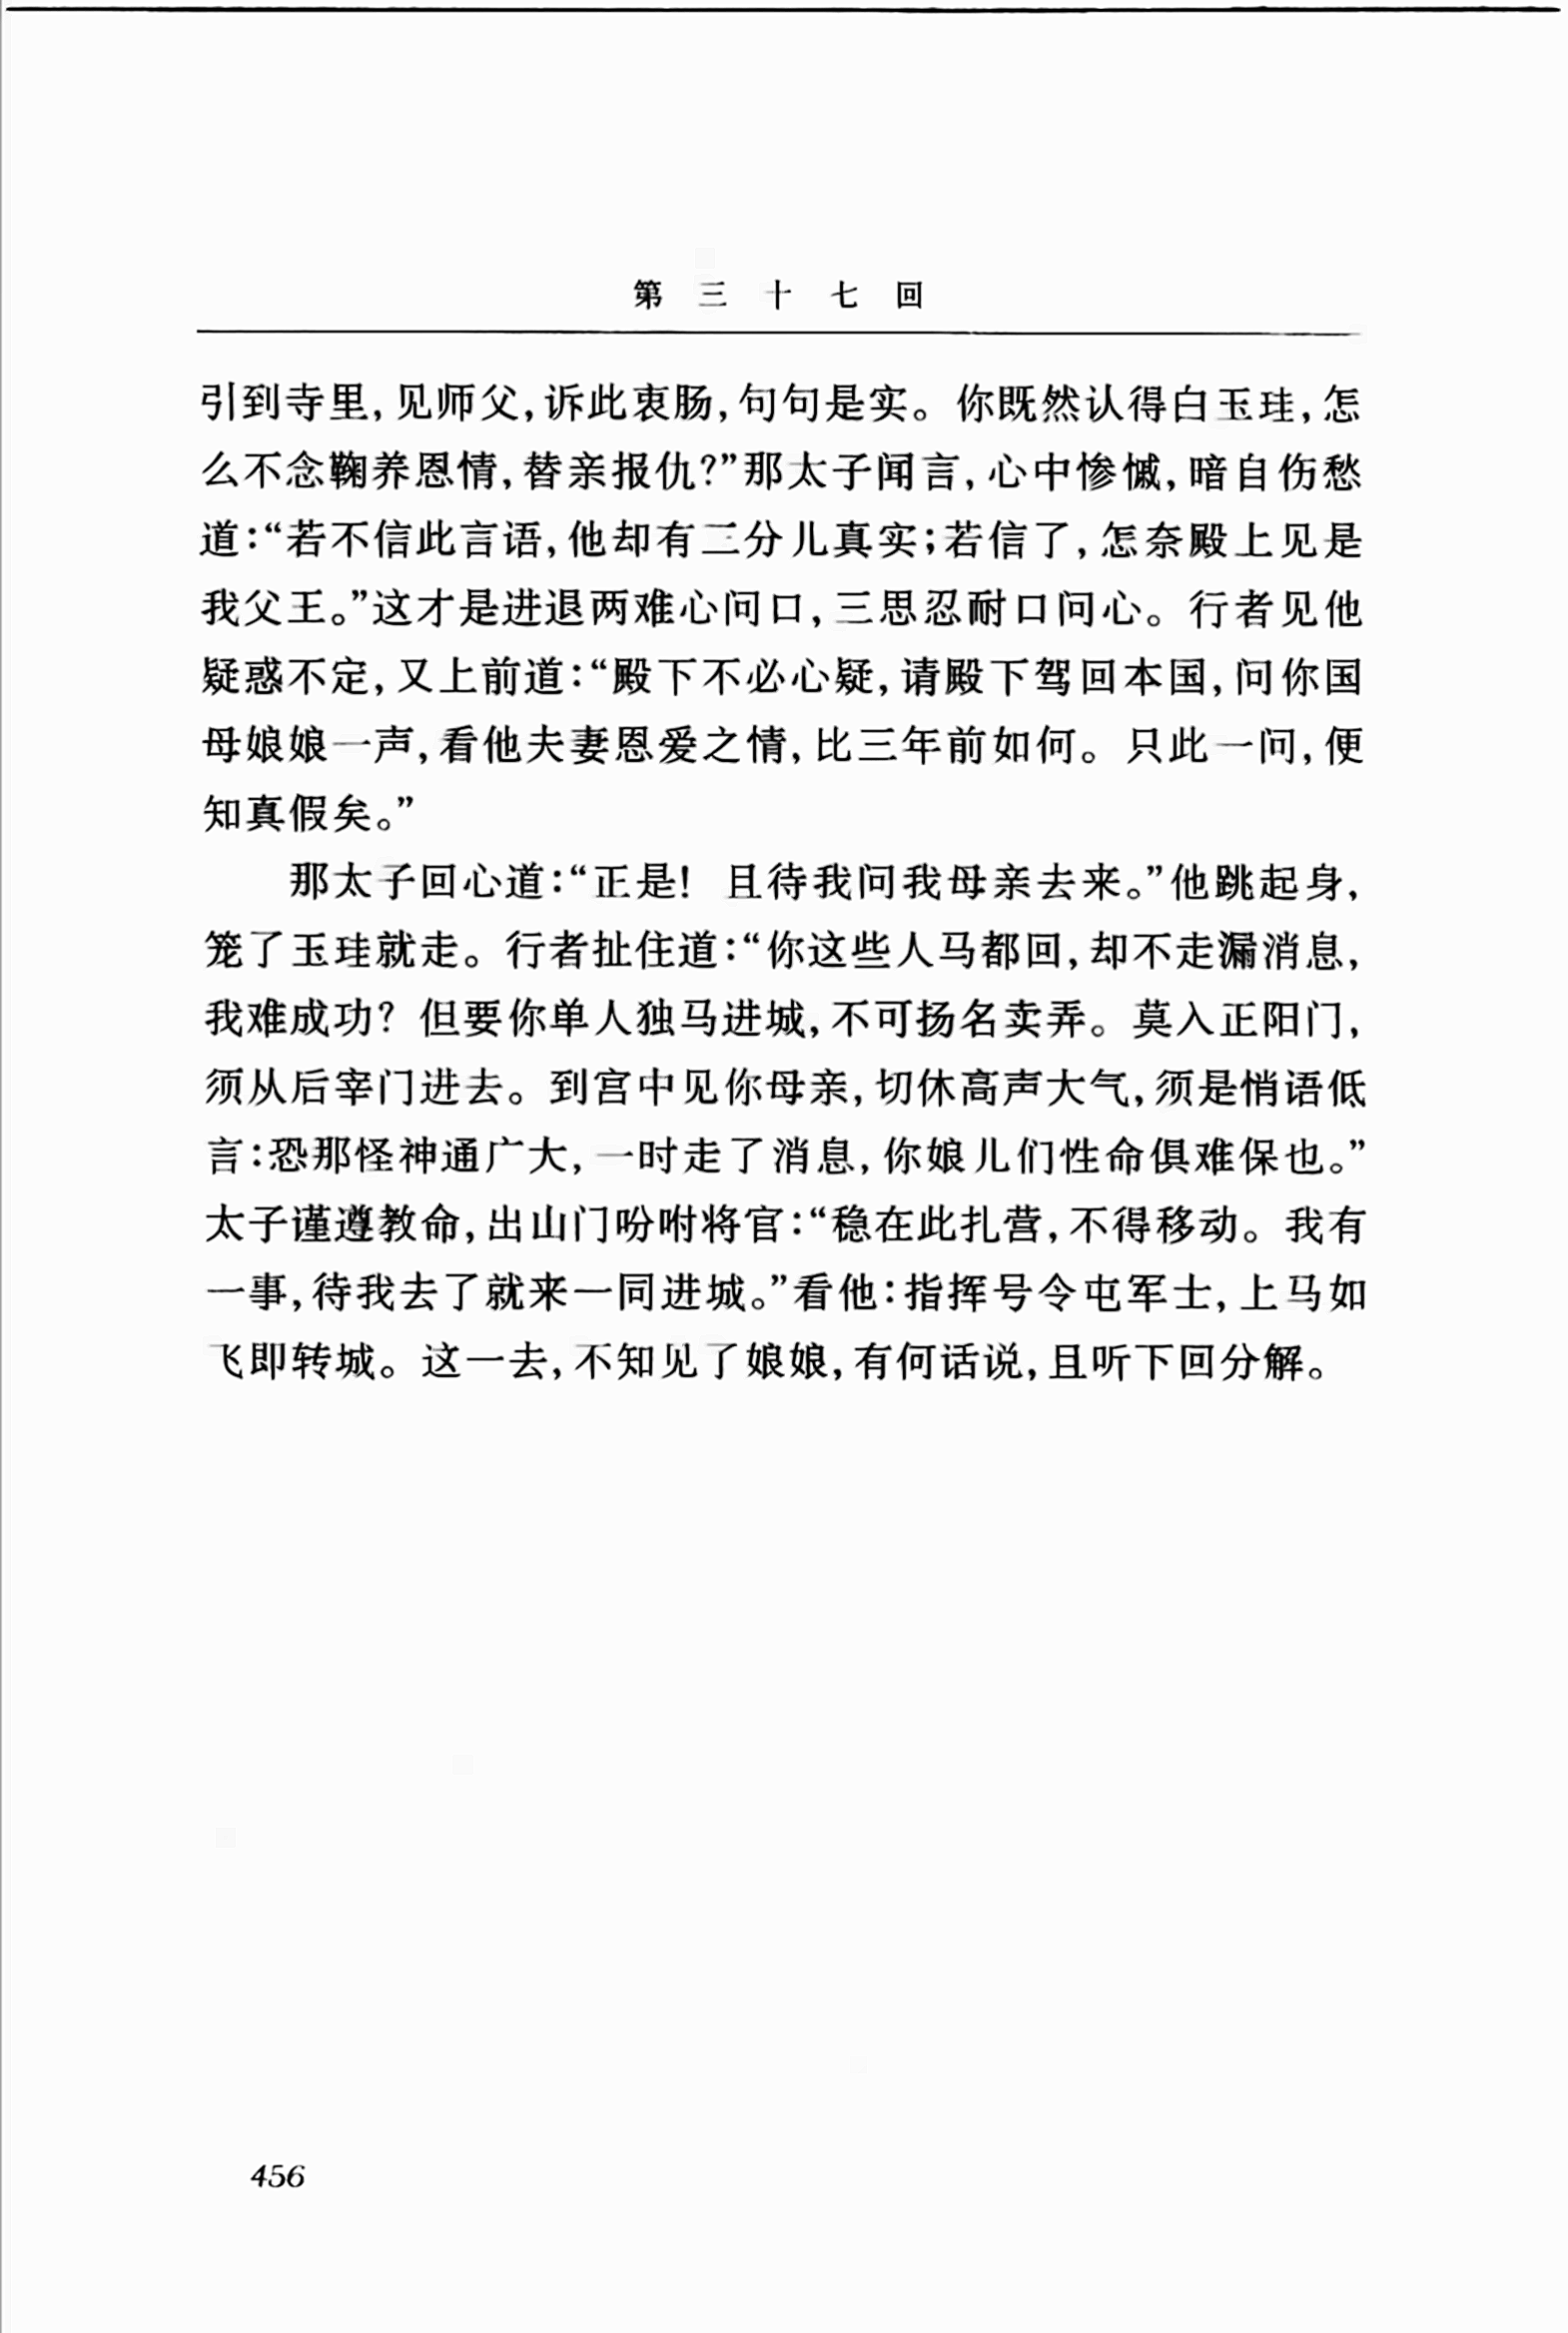 第三十七回
引到寺里,见师父,诉此衷肠,句句是实。你既然认得白玉珪,怎
么不念鞠养恩情,替亲报仇?”那太子闻言,心中惨慽,暗自伤愁
道:“若不信此言语,他却有三分儿真实;若信了,怎奈殿上见是
我父王。”这才是进退两难心问口,三思忍耐口问心。行者见他
疑惑不定,又上前道:“殿下不必心疑,请殿下驾回本国,问你国
母娘娘一声,看他夫妻恩爱之情,比三年前如何。只此一问,便
知真假矣。”
那太子回心道:“正是! 且待我问我母亲去来。”他跳起身,
笼了玉珪就走。行者扯住道:“你这些人马都回,却不走漏消息,
我难成功? 但要你单人独马进城,不可扬名卖弄。莫入正阳门,
须从后宰门进去。到宫中见你母亲,切休高声大气,须是悄语低
言:恐那怪神通广大,一时走了消息,你娘儿们性命俱难保也。”
太子谨遵教命,出山门吩咐将官:“稳在此扎营,不得移动。我有
一事,待我去了就来一同进城。”看他:指挥号令屯军士,上马如
飞即转城。这一去,不知见了娘娘,有何话说,且听下回分解。
456